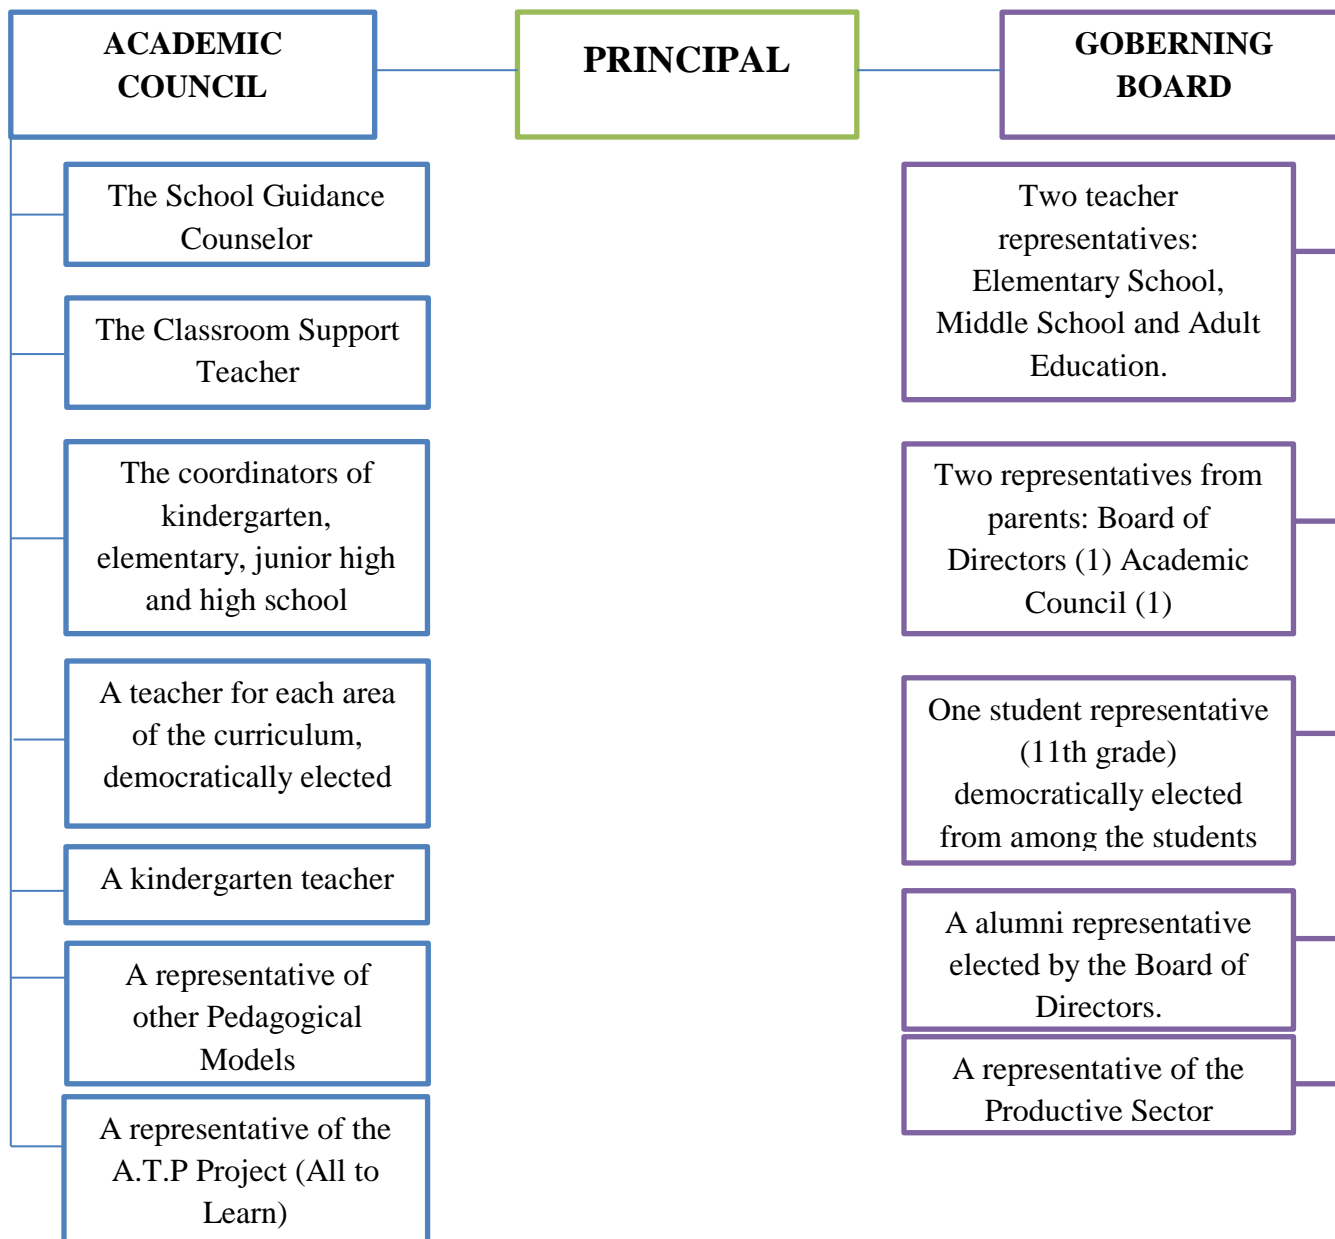 ACADEMIC
COUNCIL
PRINCIPAL
GOBERNING
BOARD
The School Guidance
Counselor
The Classroom Support
Teacher
The coordinators of
kindergarten,
elementary, junior high
and high school
A teacher for each area
of the curriculum,
democratically elected
A kindergarten teacher
A representative of
other Pedagogical
Models
A representative of the
A.T.P Project (All to
Learn)
Two teacher
representatives:
Elementary School,
Middle School and Adult
Education.
Two representatives from
parents: Board of
Directors (1) Academic
Council (1)
One student representative
(11th grade)
democratically elected
from among the students
A alumni representative
elected by the Board of
Directors.
A representative of the
Productive Sector